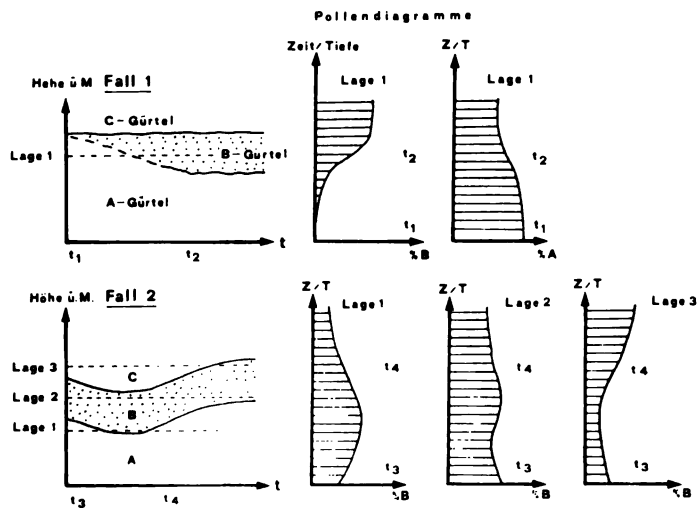 Pollendiagramme
Zeit/Tiefe
Z/T
Höhe ü.M. Fall 1
Lage 1
Lage 1
C-Gürtel
Lage 1
B-Gürtel
A-Gürtel
t2
t2
t1
t1
t
t1
t2
%B
%A
Höhe ü.M. Fall 2
Z/T
Lage 1
Z/T
Lage 2
Z/T
Lage 3
Lage 3
C
Lage 2
B
Lage 1
A
t4
t4
t4
t3
t3
t3
t
t3
t4
%B
%B
%B